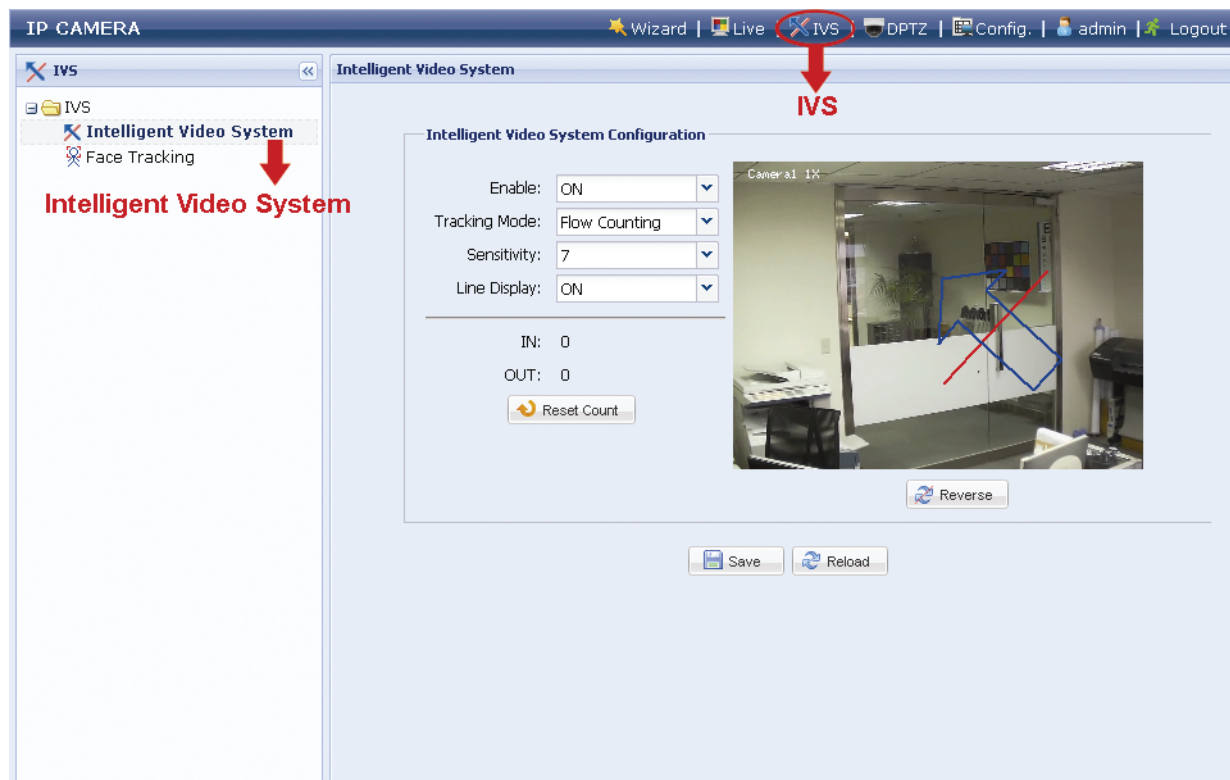 IP CAMERA
Wizard | Live | IVS | DPTZ | Config. | admin | Logout
IVS
Intelligent Video System
IVS
IVS
Intelligent Video System
Face Tracking
Intelligent Video System
Intelligent Video System Configuration
Enable: ON
Tracking Mode: Flow Counting
Sensitivity: 7
Line Display: ON
IN: 0
OUT: 0
Reset Count
Camera1 1X
Reverse
Save
Reload